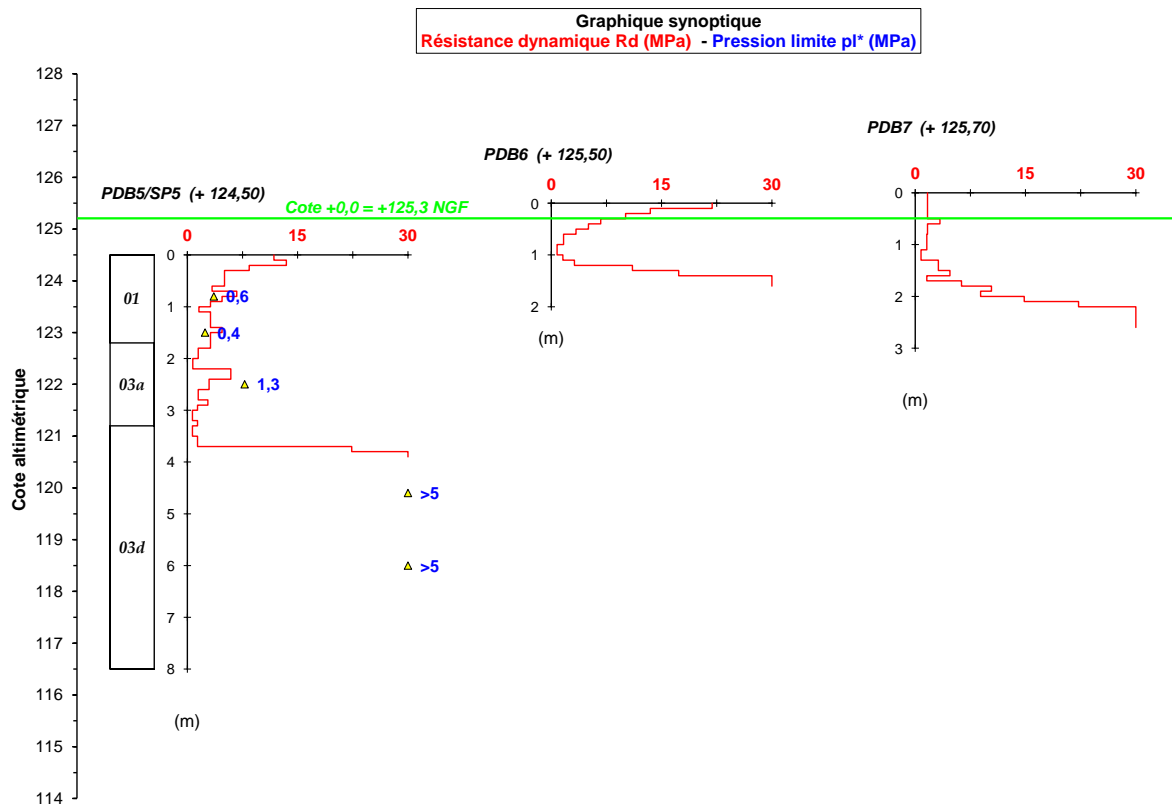 Graphique synoptique
Résistance dynamique Rd (MPa) - Pression limite pl* (MPa)
Cote altimétrique
128
127
126
125
124
123
122
121
120
119
118
117
116
115
114
PDB5/SP5 (+ 124,50)
Cote +0,0 = +125,3 NGF
0 15 30
0
1
2
3
4
5
6
7
8
(m)
01
03a
03d
0,6
0,4
1,3
>5
>5
PDB6 (+ 125,50)
0 15 30
0
1
2
(m)
PDB7 (+ 125,70)
0 15 30
0
1
2
3
(m)